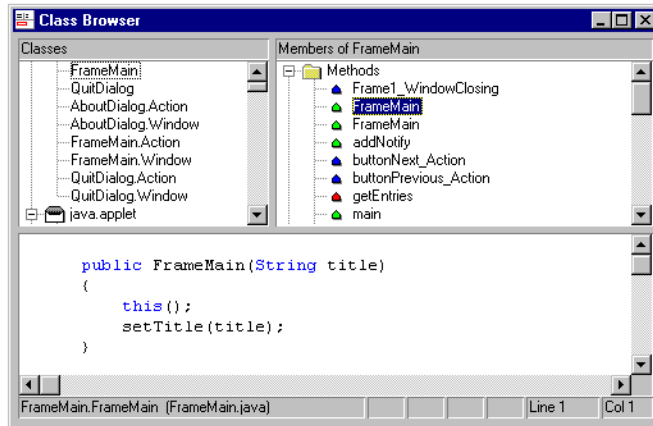 Class Browser
Classes
FrameMain
QuitDialog
AboutDialog.Action
AboutDialog.Window
FrameMain.Action
FrameMain.Window
QuitDialog.Action
QuitDialog.Window
java.applet
Members of FrameMain
Methods
Frame1_WindowClosing
FrameMain
FrameMain
addNotify
buttonNext_Action
buttonPrevious_Action
getEntries
main
public FrameMain(String title)
{
this();
setTitle(title);
}
FrameMain.FrameMain (FrameMain.java)
Line 1
Col 1